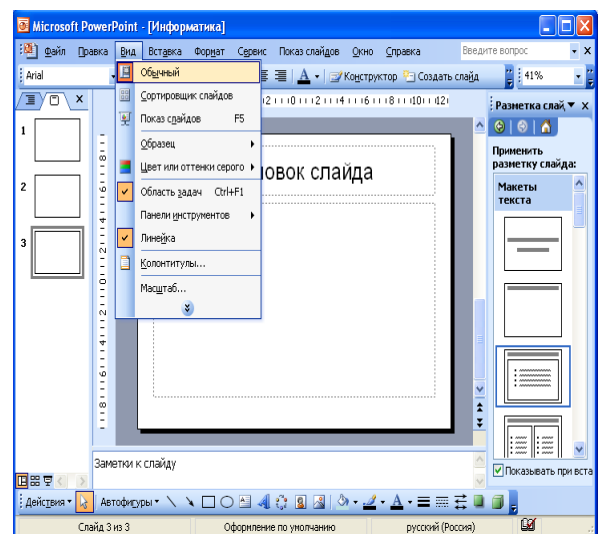 Microsoft PowerPoint - [Информатика]
Файл Правка Вид Вставка Формат Сервис Показ слайдов Окно Справка Введите вопрос
Arial Конструктор Создать слайд 41%
Обычный
Сортировщик слайдов
Показ слайдов F5
Образец
Цвет или оттенки серого
Область задач Ctrl+F1
Панели инструментов
Линейка
Колонтитулы...
Масштаб...
1
2
3
овок слайда
Разметка слай
Применить
разметку слайда:
Макеты
текста
Показывать при вста
Заметки к слайду
Действия Автофигуры
Слайд 3 из 3 Оформление по умолчанию русский (Россия)